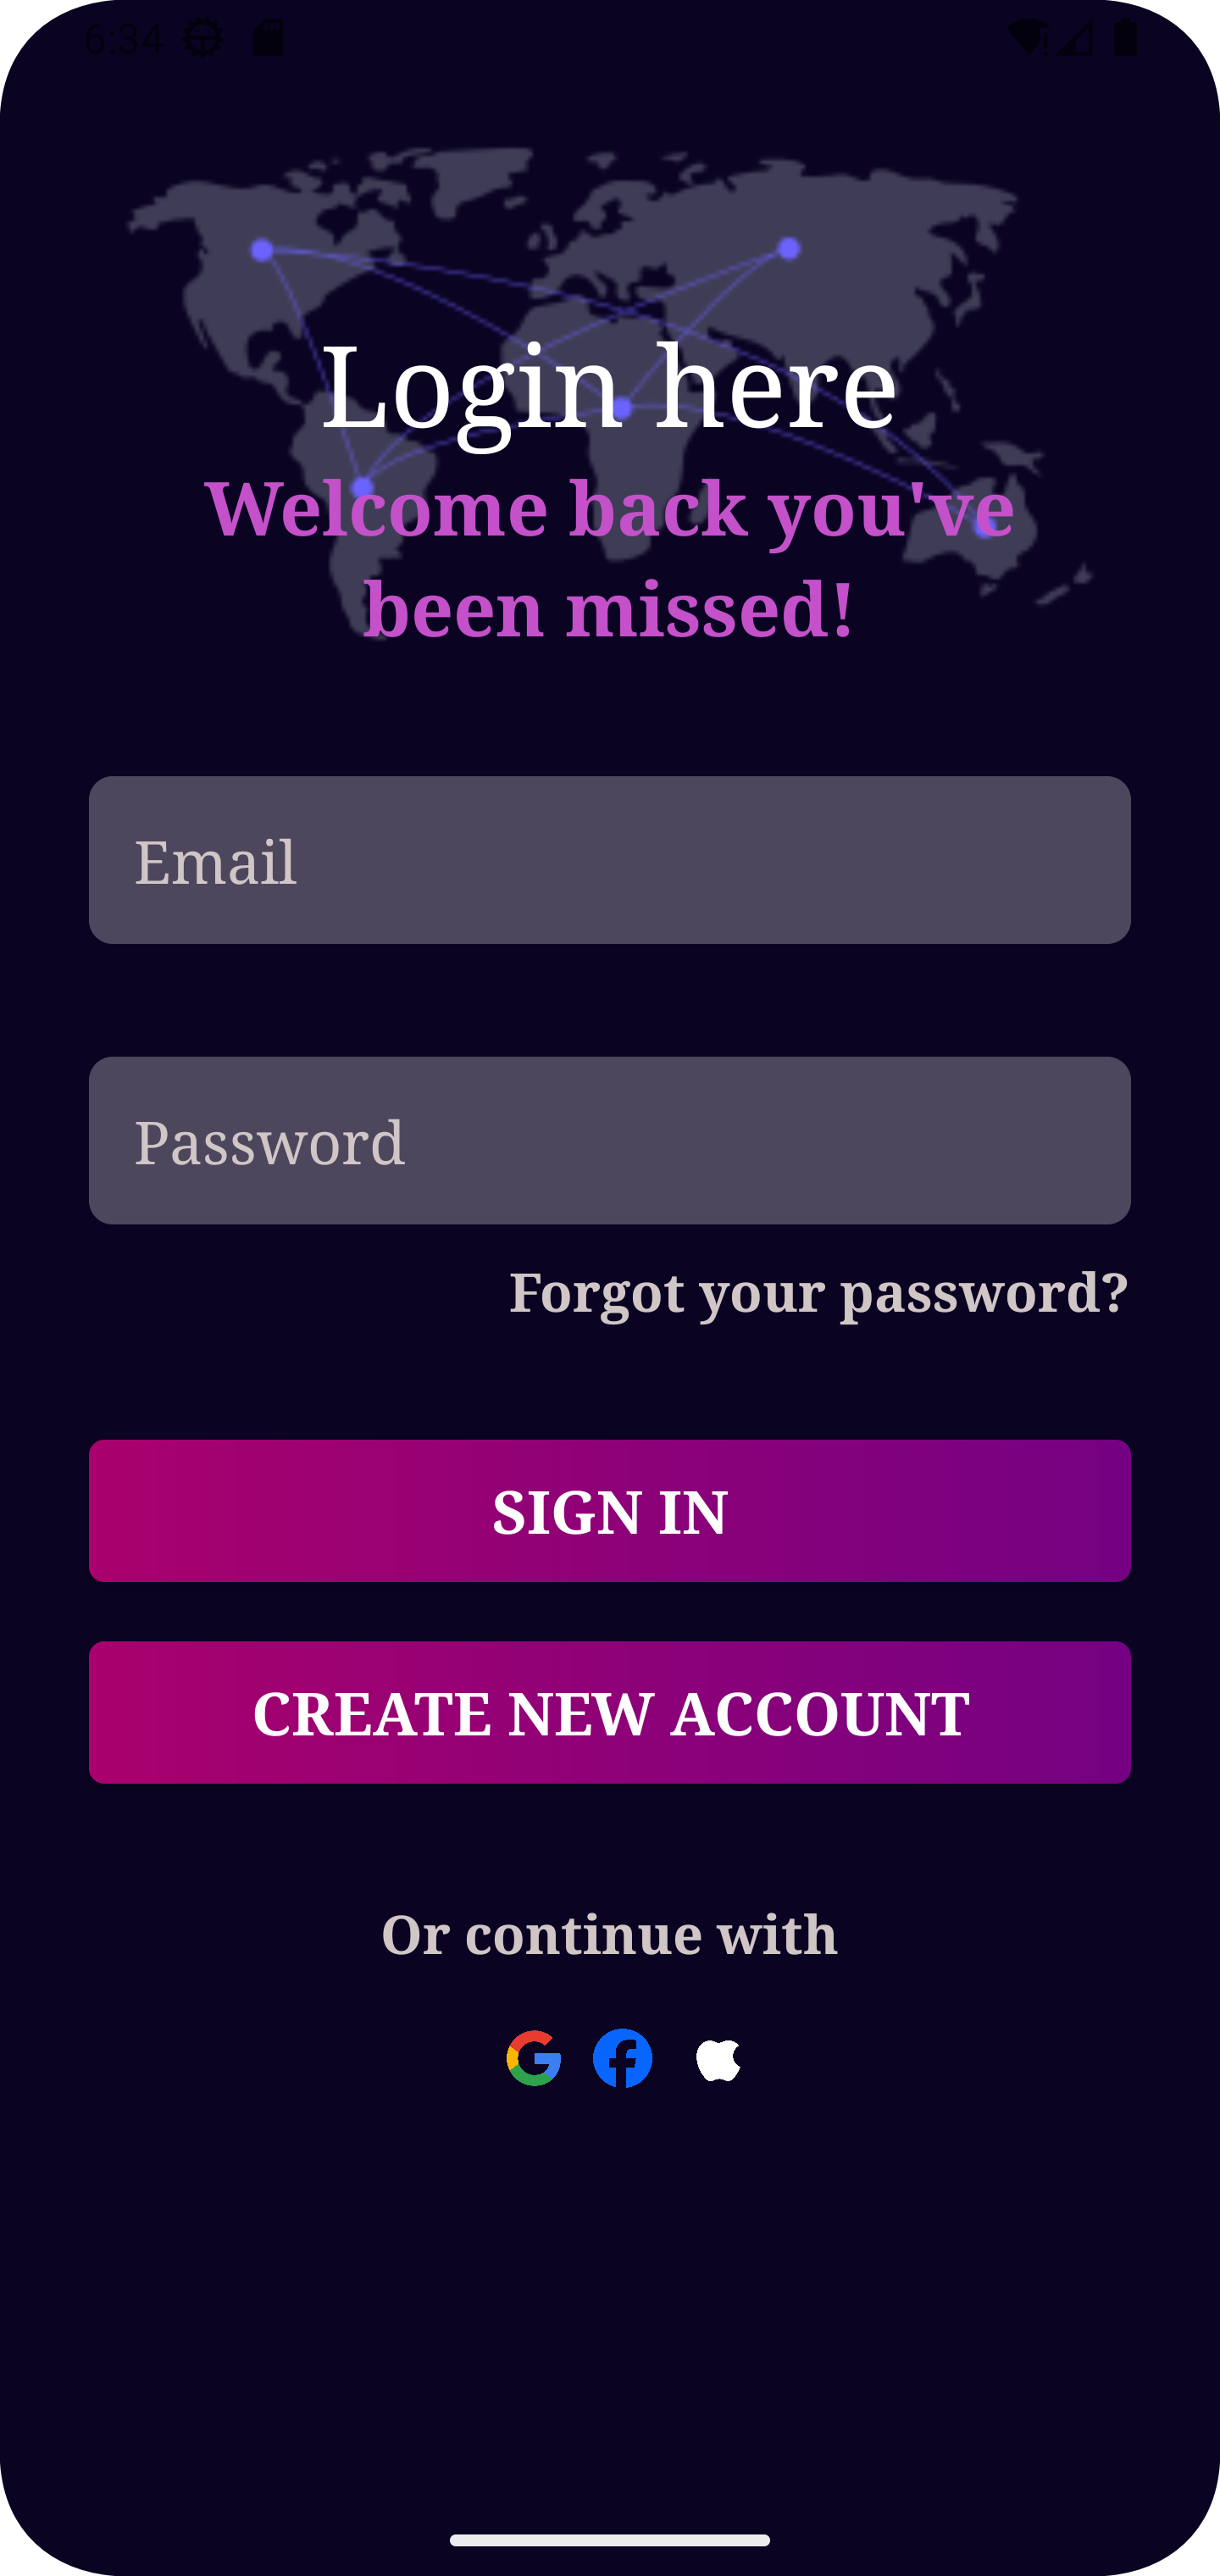 6:34
Login here
Welcome back you've
been missed!
Email
Password
Forgot your password?
SIGN IN
CREATE NEW ACCOUNT
Or continue with